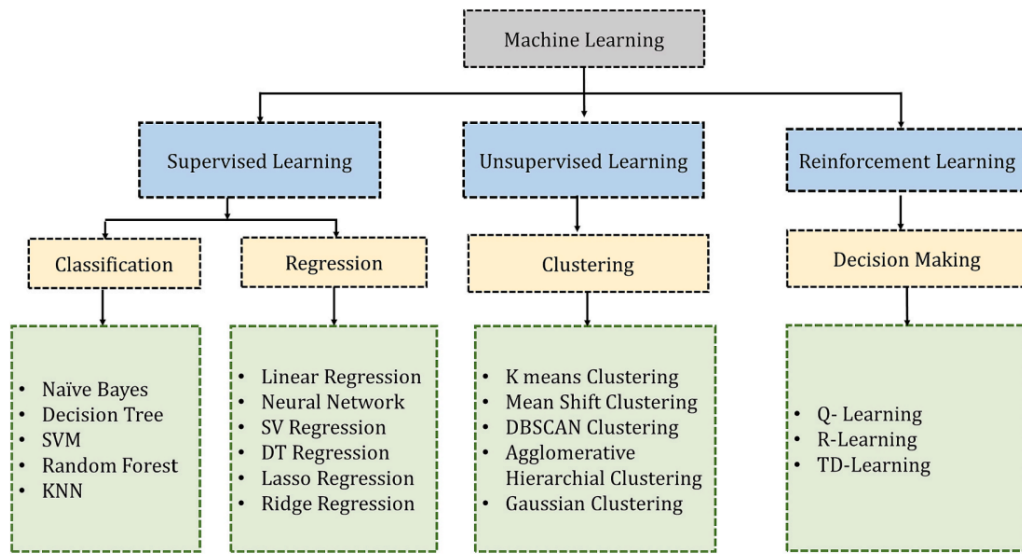 Machine Learning
Supervised Learning
Unsupervised Learning
Reinforcement Learning
Classification
Regression
Clustering
Decision Making
• Naïve Bayes
• Decision Tree
• SVM
• Random Forest
• KNN
• Linear Regression
• Neural Network
• SV Regression
• DT Regression
• Lasso Regression
• Ridge Regression
• K means Clustering
• Mean Shift Clustering
• DBSCAN Clustering
• Agglomerative
Hierarchial Clustering
• Gaussian Clustering
• Q- Learning
• R-Learning
• TD-Learning